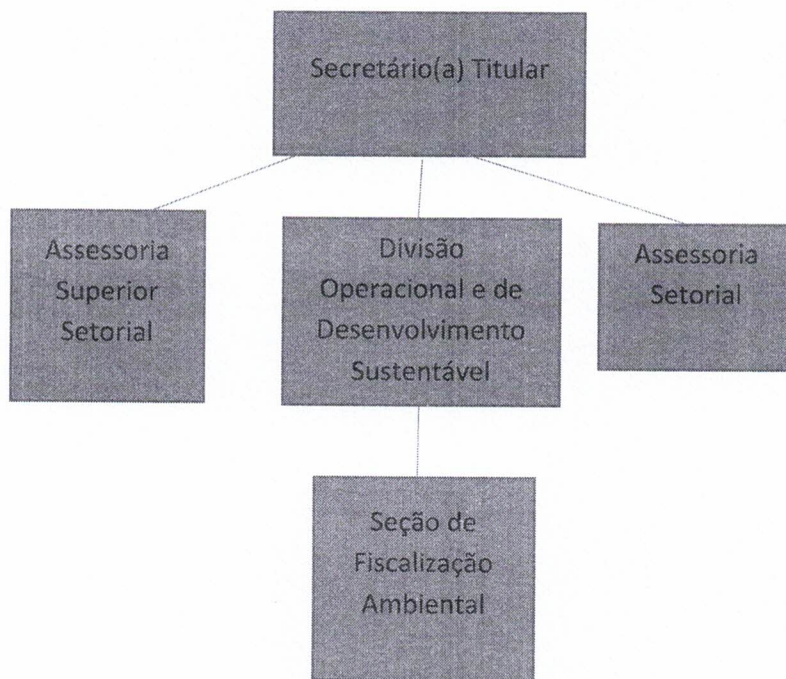 Secretário(a) Titular
Assessoria
Superior
Setorial
Divisão
Operacional e de
Desenvolvimento
Sustentável
Assessoria
Setorial
Seção de
Fiscalização
Ambiental